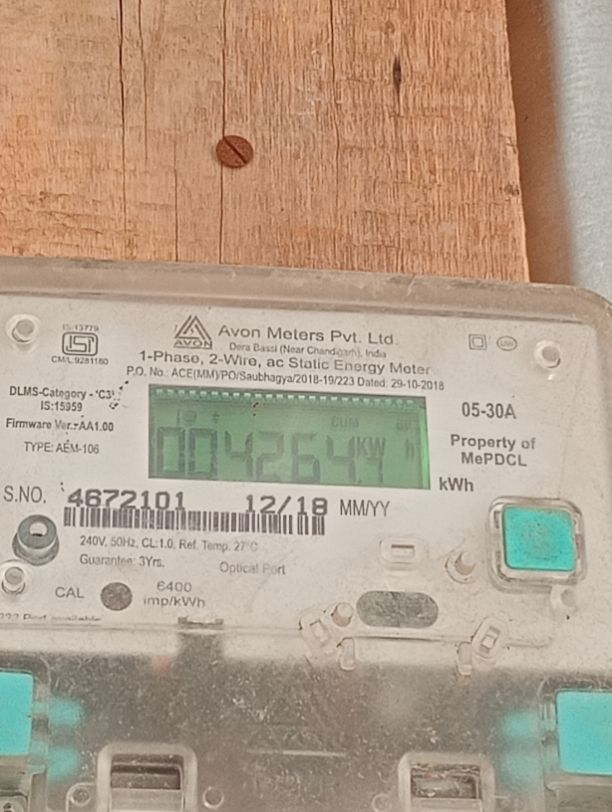 IS:13779
CM/L 9281160
AVON
Avon Meters Pvt. Ltd.
Dera Bassi (Near Chandigarh), India
1-Phase, 2-Wire, ac Static Energy Meter
P.O. No.: ACE(MM)/PO/Saubhagya/2018-19/223 Dated: 29-10-2018
DLMS-Category - 'C3'
IS:15959
Firmware Ver.:-AA1.00
TYPE: AEM-106
CUM
004264. KW h
kWh
05-30A
Property of
MePDCL
S.NO. 4672101 12/18 MM/YY
240V, 50Hz, CL:1.0, Ref. Temp. 27°C
Guarantee: 3Yrs.
Optical Port
CAL
6400
imp/kWh